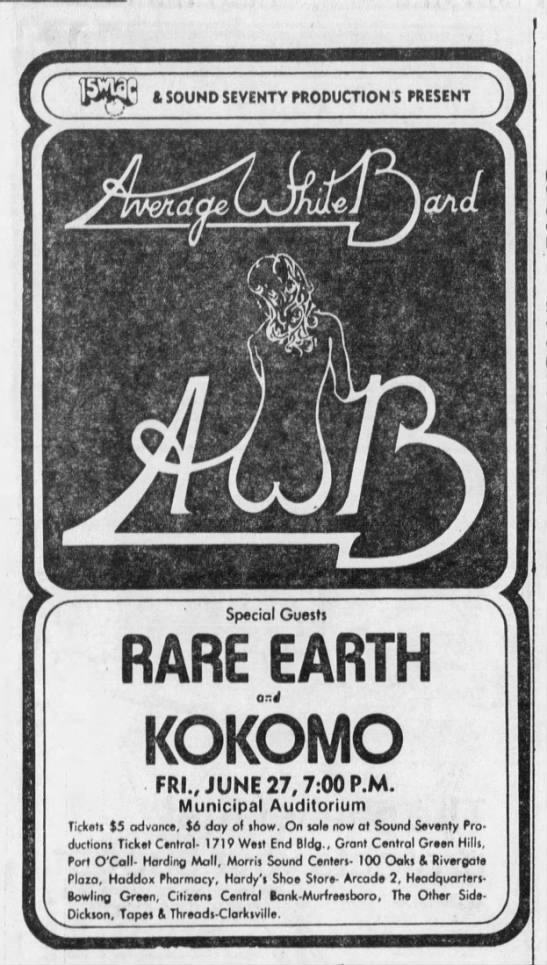 15WLAC & SOUND SEVENTY PRODUCTION'S PRESENT
Average White Band
AWB
Special Guests
RARE EARTH
and
KOKOMO
FRI., JUNE 27, 7:00 P.M.
Municipal Auditorium
Tickets $5 advance, $6 day of show. On sale now at Sound Seventy Pro-
ductions Ticket Central- 1719 West End Bldg., Grant Central Green Hills,
Port O'Call- Harding Mall, Morris Sound Centers- 100 Oaks & Rivergate
Plaza, Haddox Pharmacy, Hardy's Shoe Store- Arcade 2, Headquarters-
Bowling Green, Citizens Central Bank-Murfreesboro, The Other Side-
Dickson, Tapes & Threads-Clarksville.